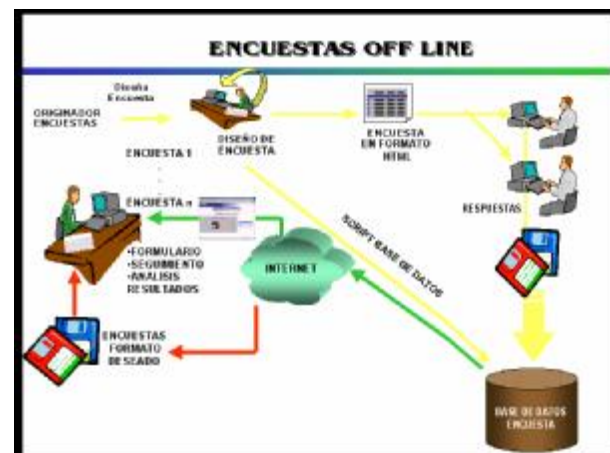 ENCUESTAS OFF LINE
Diseña
Encuesta
ORIGINADOR
ENCUESTAS
DISEÑO DE
ENCUESTA
ENCUESTA
EN FORMATO
HTML
ENCUESTA 1
ENCUESTA n
RESPUESTAS
•FORMULARIO
•SEGUIMIENTO
•ANALISIS
RESULTADOS
INTERNET
SCRIPT BASE DE DATOS
ENCUESTAS
FORMATO
DESEADO
BASE DE DATOS
ENCUESTA